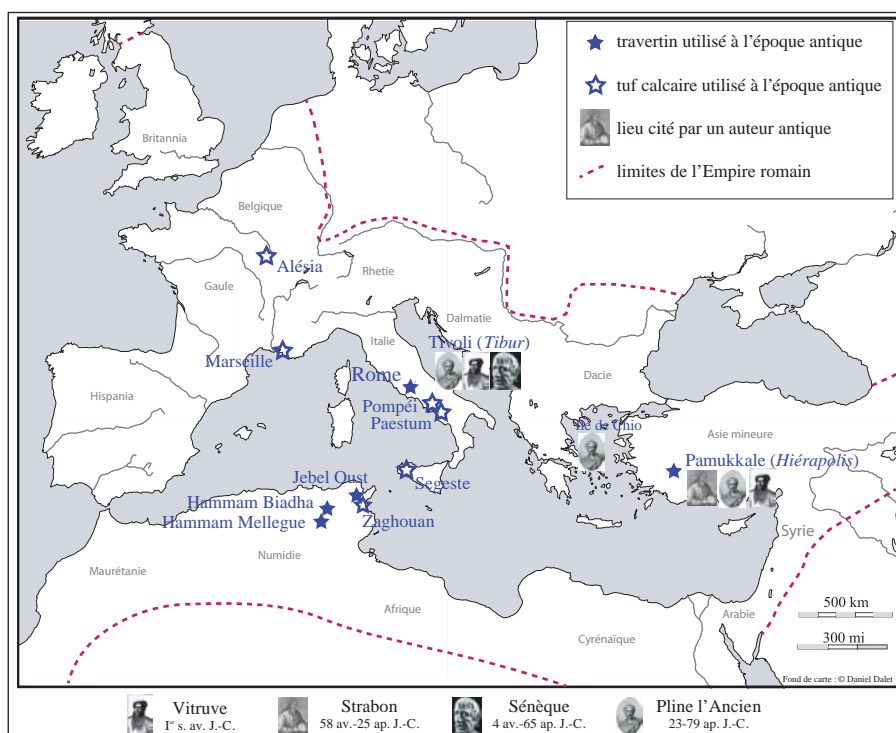 travertin utilisé à l'époque antique
tuf calcaire utilisé à l'époque antique
lieu cité par un auteur antique
limites de l'Empire romain
Britannia
Belgique
Alésia
Rhetie
Gaule
Dalmatie
Italie
Tivoli (Tibur)
Marseille
Rome
Dacie
Hispania
Pompéi
Paestum
Île de Chio
Asie mineure
Pamukkale (Hiérapolis)
Jebel Oust
Segeste
Hammam Biadha
Hammam Mellegue
Zaghouan
Syrie
Numidie
Maurétanie
Afrique
Arabie
Cyrénaïque
500 km
300 mi
Fond de carte : © Daniel Dalet
Vitruve
Ier s. av. J.-C.
Strabon
58 av.-25 ap. J.-C.
Sénèque
4 av.-65 ap. J.-C.
Pline l'Ancien
23-79 ap. J.-C.